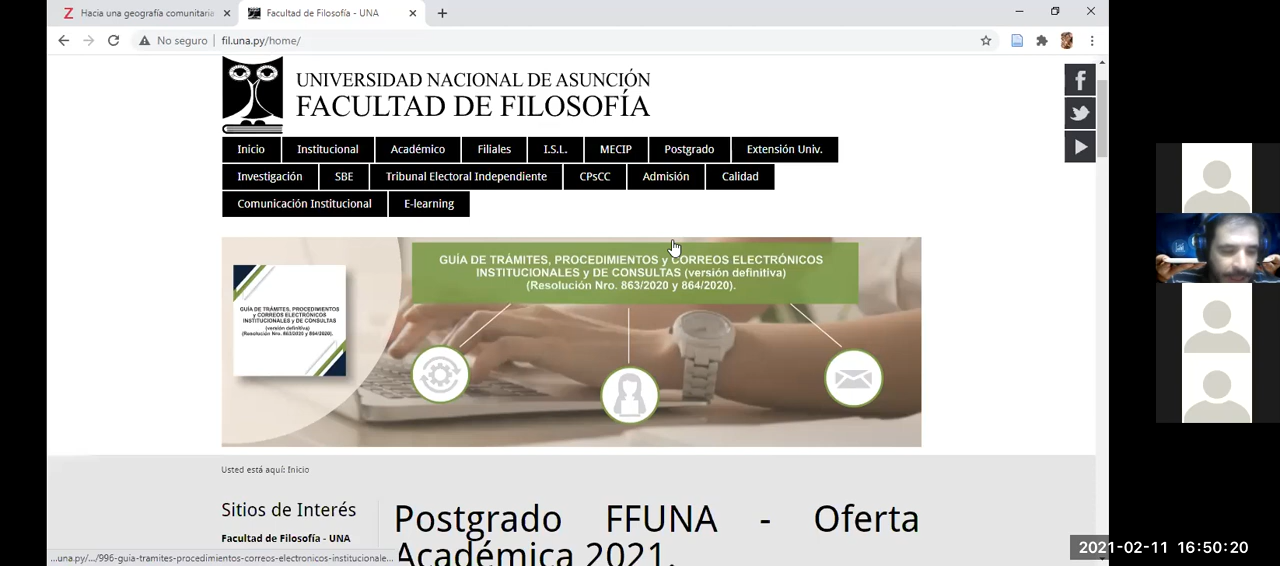 Hacia una geografía comunitaria
Facultad de Filosofía - UNA
No seguro
fil.una.py/home/
UNIVERSIDAD NACIONAL DE ASUNCIÓN
FACULTAD DE FILOSOFÍA
Inicio
Institucional
Académico
Filiales
I.S.L.
MECIP
Postgrado
Extensión Univ.
Investigación
SBE
Tribunal Electoral Independiente
CPsCC
Admisión
Calidad
Comunicación Institucional
E-learning
GUÍA DE TRÁMITES, PROCEDIMIENTOS y CORREOS ELECTRÓNICOS
INSTITUCIONALES y DE CONSULTAS (versión definitiva)
(Resolución Nro. 863/2020 y 864/2020).
GUÍA DE TRÁMITES, PROCEDIMIENTOS
y CORREOS ELECTRÓNICOS
INSTITUCIONALES y DE CONSULTAS
(versión definitiva)
(Resolución Nro. 863/2020 y 864/2020).
Usted está aquí: Inicio
Sitios de Interés
Facultad de Filosofía - UNA
Postgrado FFUNA - Oferta
Académica 2021.
...una.py/.../996-guia-tramites-procedimientos-correos-electronicos-institucionale...
2021-02-11 16:50:20